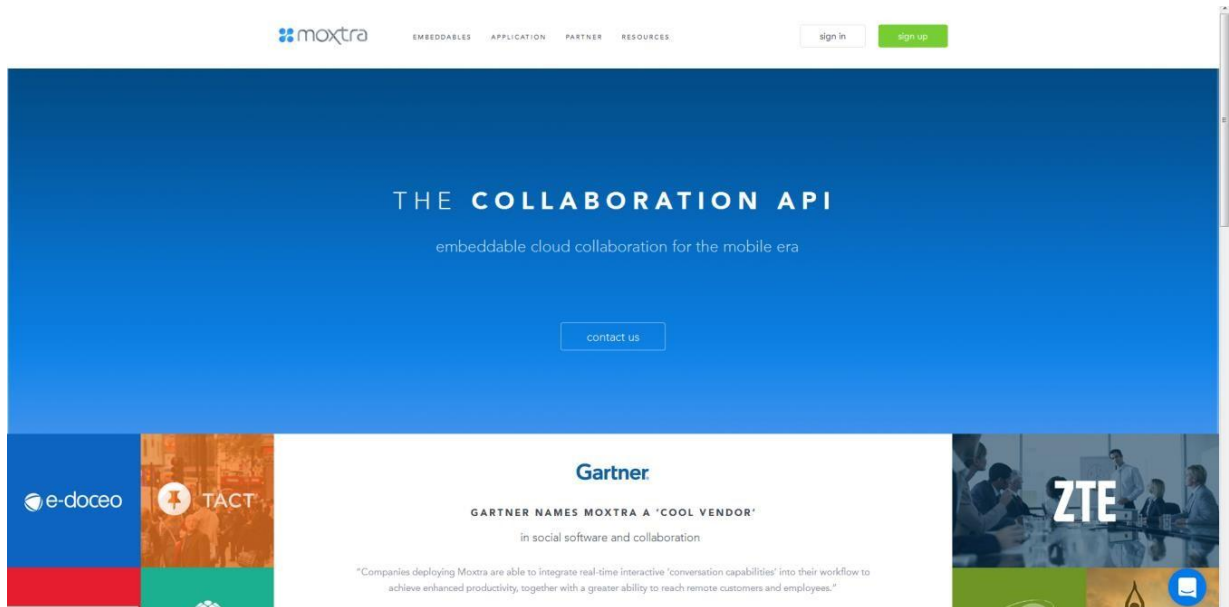 moxtra
EMBEDDABLES APPLICATION PARTNER RESOURCES
sign in
sign up
THE COLLABORATION API
embeddable cloud collaboration for the mobile era
contact us
e-doceo
TACT
Gartner
GARTNER NAMES MOXTRA A 'COOL VENDOR'
in social software and collaboration
"Companies deploying Moxtra are able to integrate real-time interactive 'conversation capabilities' into their workflow to
achieve enhanced productivity, together with a greater ability to reach remote customers and employees."
ZTE